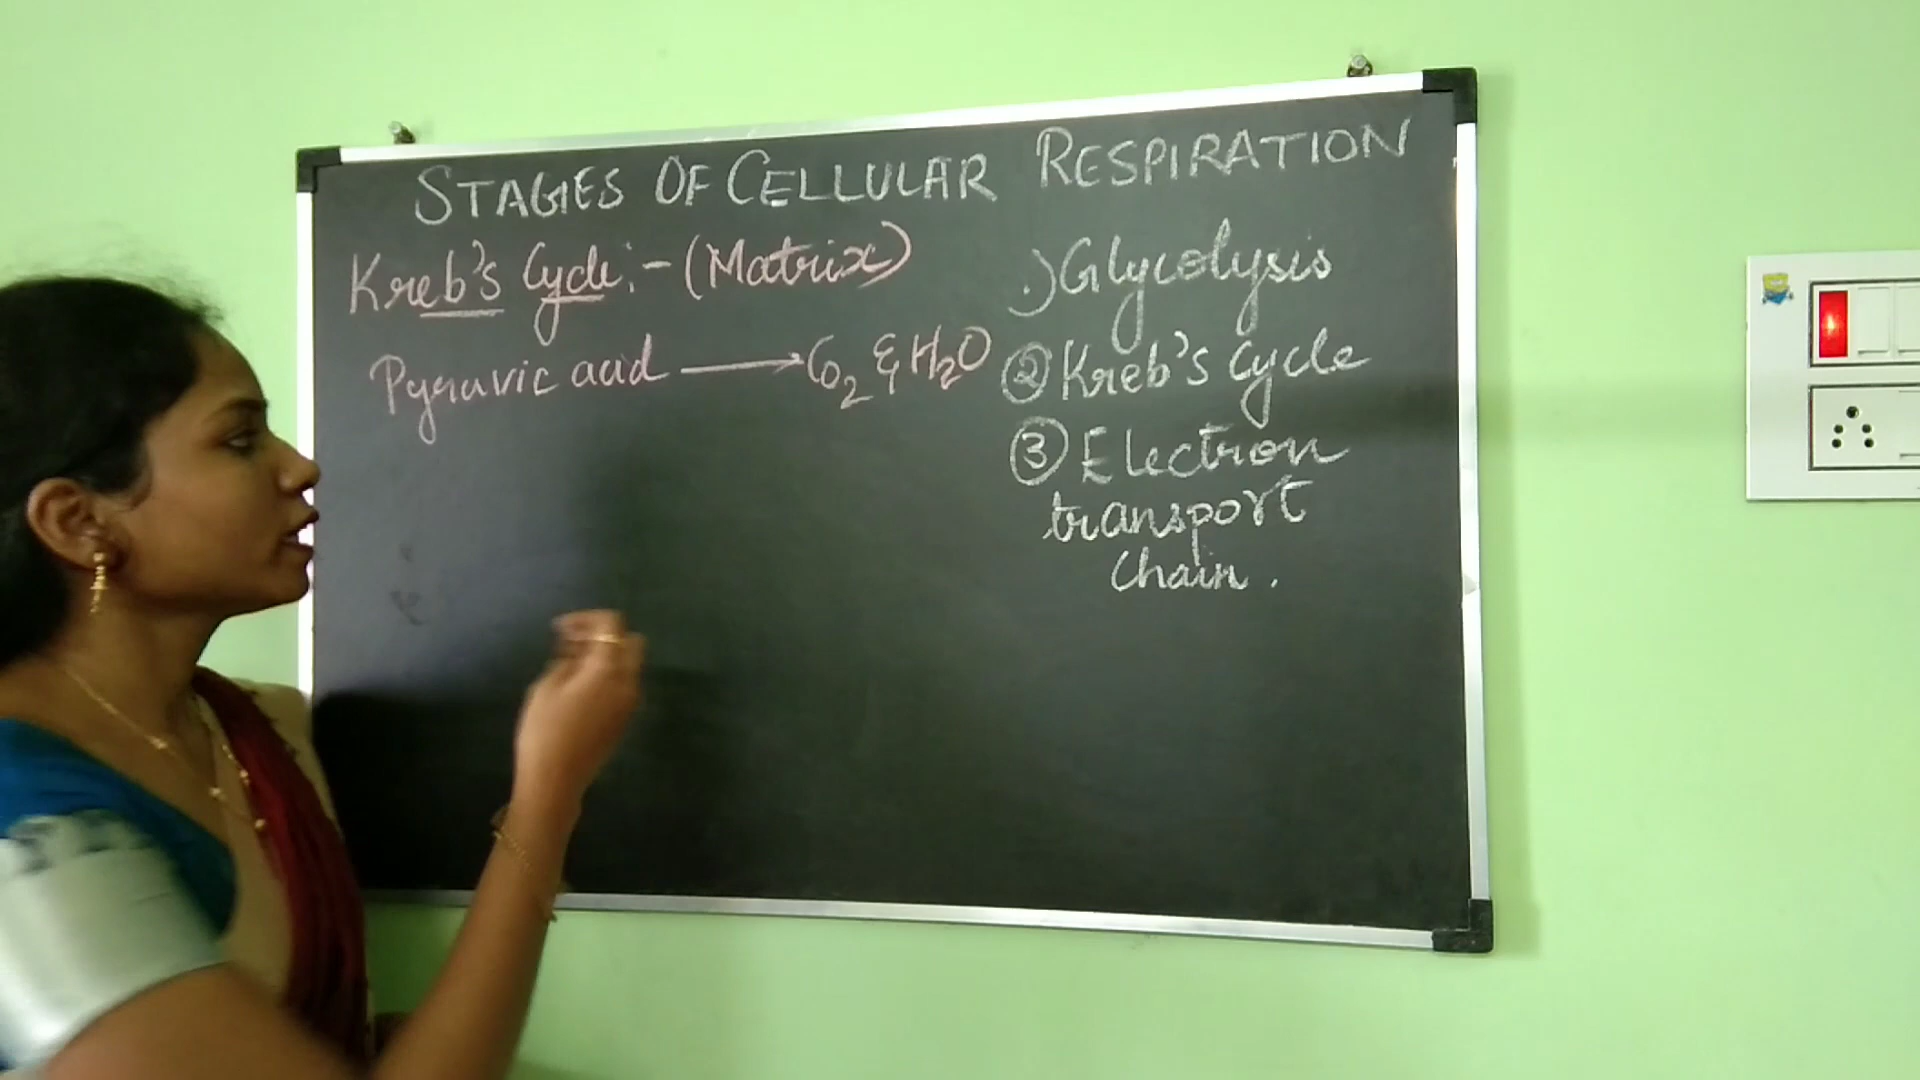 STAGES OF CELLULAR RESPIRATION
Kreb's Cycle :- (Matrix)
Pyruvic acid → CO2 & H2O
.) Glycolysis
② Kreb's Cycle
③ Electron
transport
Chain.